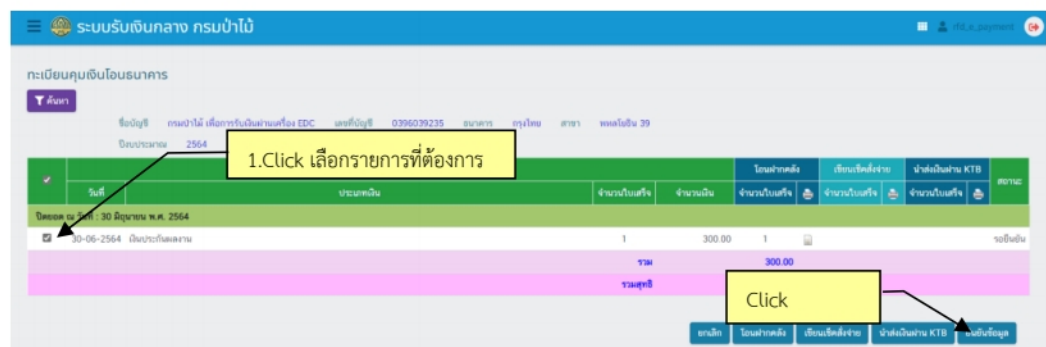 ระบบรับเงินกลาง กรมป่าไม้ rfd_e_payment
ทะเบียนคุมเงินโอนธนาคาร
ค้นหา
ชื่อบัญชี กรมป่าไม้ เพื่อการรับเงินผ่านเครื่อง EDC เลขที่บัญชี 0396039235 ธนาคาร กรุงไทย สาขา พหลโยธิน 39
ปีงบประมาณ 2564
1.Click เลือกรายการที่ต้องการ
โอนฝากคลัง เขียนเช็คสั่งจ่าย นำส่งเงินผ่าน KTB
วันที่ ประเภทเงิน จำนวนใบเสร็จ จำนวนเงิน จำนวนใบเสร็จ จำนวนใบเสร็จ จำนวนใบเสร็จ สถานะ
ปิดยอด ณ วันที่ : 30 มิถุนายน พ.ศ. 2564
30-06-2564 เงินประกันผลงาน 1 300.00 1 รอยืนยัน
รวม 300.00
รวมสุทธิ
Click
ยกเลิก โอนฝากคลัง เขียนเช็คสั่งจ่าย นำส่งเงินผ่าน KTB ยืนยันข้อมูล